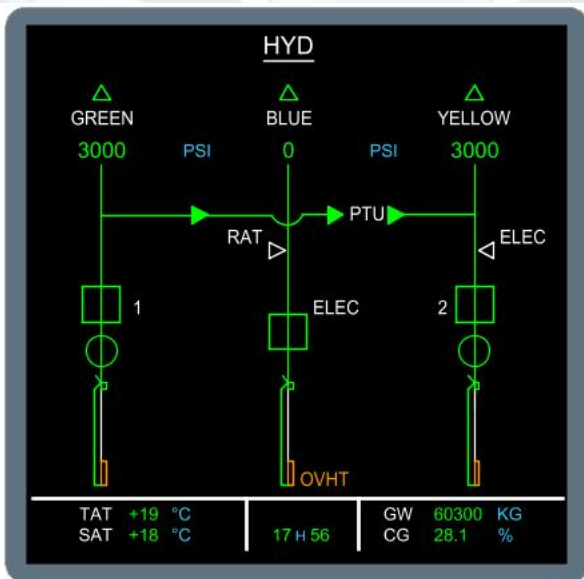 HYD
GREEN BLUE YELLOW
3000 PSI 0 PSI 3000
PTU
RAT ELEC
1 ELEC 2
OVHT
TAT +19 °C GW 60300 KG
SAT +18 °C 17 H 56 CG 28.1 %